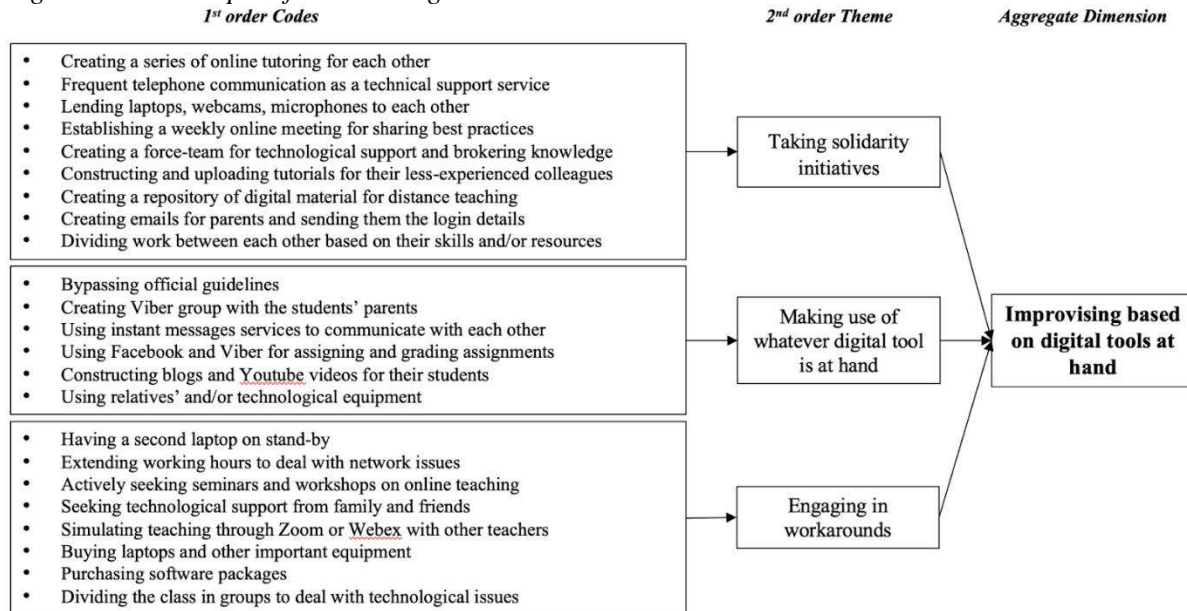 1st order Codes
2nd order Theme
Aggregate Dimension
• Creating a series of online tutoring for each other
• Frequent telephone communication as a technical support service
• Lending laptops, webcams, microphones to each other
• Establishing a weekly online meeting for sharing best practices
• Creating a force-team for technological support and brokering knowledge
• Constructing and uploading tutorials for their less-experienced colleagues
• Creating a repository of digital material for distance teaching
• Creating emails for parents and sending them the login details
• Dividing work between each other based on their skills and/or resources
Taking solidarity
initiatives
• Bypassing official guidelines
• Creating Viber group with the students’ parents
• Using instant messages services to communicate with each other
• Using Facebook and Viber for assigning and grading assignments
• Constructing blogs and Youtube videos for their students
• Using relatives’ and/or technological equipment
Making use of
whatever digital tool
is at hand
Improvising based
on digital tools at
hand
• Having a second laptop on stand-by
• Extending working hours to deal with network issues
• Actively seeking seminars and workshops on online teaching
• Seeking technological support from family and friends
• Simulating teaching through Zoom or Webex with other teachers
• Buying laptops and other important equipment
• Purchasing software packages
• Dividing the class in groups to deal with technological issues
Engaging in
workarounds